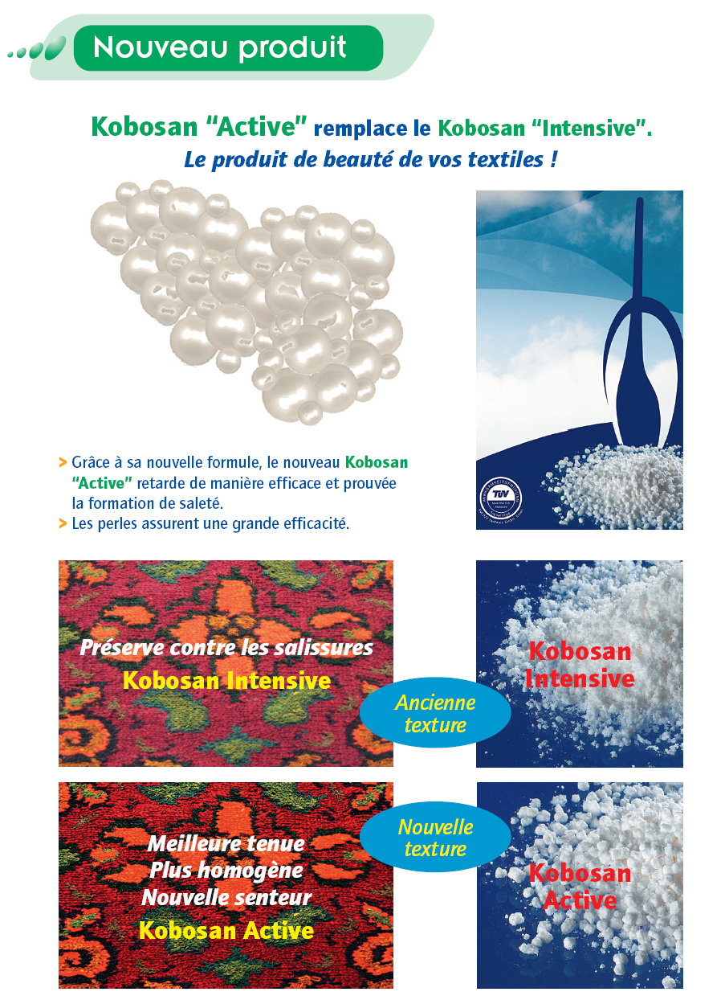 Nouveau produit
Kobosan “Active” remplace le Kobosan “Intensive”.
Le produit de beauté de vos textiles !
> Grâce à sa nouvelle formule, le nouveau Kobosan
“Active” retarde de manière efficace et prouvée
la formation de saleté.
> Les perles assurent une grande efficacité.
TÜV
Préserve contre les salissures
Kobosan Intensive
Kobosan
Intensive
Ancienne
texture
Nouvelle
texture
Meilleure tenue
Plus homogène
Nouvelle senteur
Kobosan Active
Kobosan
Active